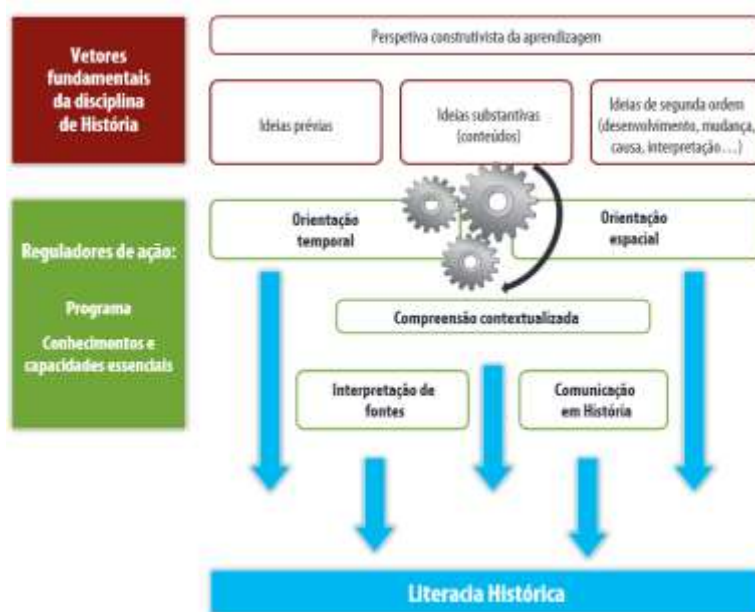 Vetores
fundamentais
da disciplina
de História
Perspetiva construtivista da aprendizagem
Ideias prévias
Ideias substantivas
(conteúdos)
Ideias de segunda ordem
(desenvolvimento, mudança,
causa, interpretação…)
Reguladores de ação:
Programa
Conhecimentos e
capacidades essenciais
Orientação
temporal
Orientação
espacial
Compreensão contextualizada
Interpretação de
fontes
Comunicação
em História
Literacia Histórica